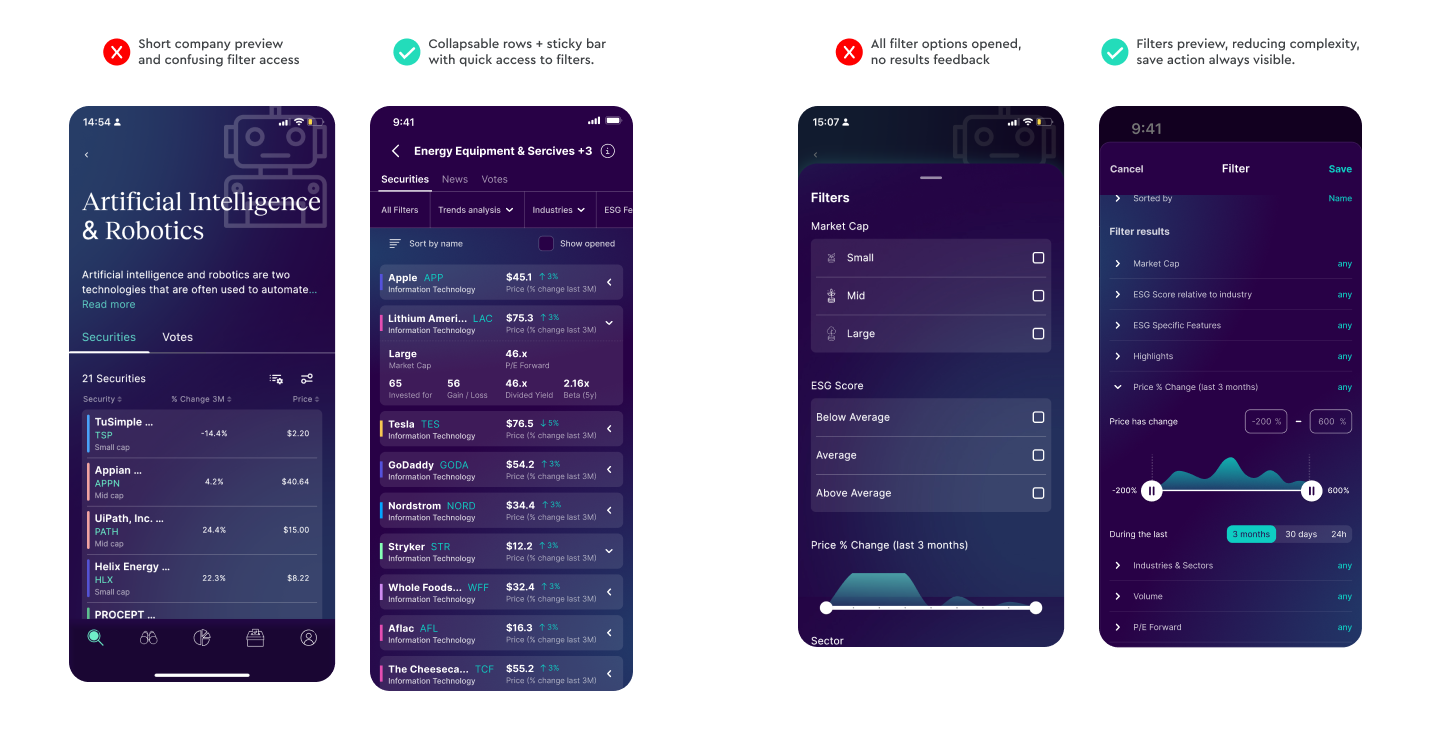 Short company preview
and confusing filter access
14:54
Artificial Intelligence
& Robotics
Artificial intelligence and robotics are two
technologies that are often used to automate...
Read more
Securities Votes
21 Securities
Security % Change 3M Price
TuSimple ...
TSP -14.4% $2.20
Small cap
Appian ...
APPN 4.2% $40.64
Mid cap
UiPath, Inc. ...
PATH 24.4% $15.00
Mid cap
Helix Energy ...
HLX 22.3% $8.22
Small cap
PROCEPT ...
Collapsable rows + sticky bar
with quick access to filters.
9:41
Energy Equipment & Sercives +3
Securities News Votes
All Filters Trends analysis Industries ESG Fe
Sort by name Show opened
Apple APP $45.1 ↑ 3%
Information Technology Price (% change last 3M)
Lithium Ameri... LAC $75.3 ↑ 3%
Information Technology Price (% change last 3M)
Large 46.x
Market Cap P/E Forward
65 56 46.x 2.16x
Invested for Gain / Loss Divided Yield Beta (5y)
Tesla TES $76.5 ↓ 5%
Information Technology Price (% change last 3M)
GoDaddy GODA $54.2 ↑ 3%
Information Technology Price (% change last 3M)
Nordstrom NORD $34.4 ↑ 3%
Information Technology Price (% change last 3M)
Stryker STR $12.2 ↑ 3%
Information Technology Price (% change last 3M)
Whole Foods... WFF $32.4 ↑ 3%
Information Technology Price (% change last 3M)
Aflac AFL $16.3 ↑ 3%
Information Technology Price (% change last 3M)
The Cheeseca... TCF $55.2 ↑ 3%
Information Technology Price (% change last 3M)
All filter options opened,
no results feedback
15:07
Filters
Market Cap
Small
Mid
Large
ESG Score
Below Average
Average
Above Average
Price % Change (last 3 months)
Sector
Filters preview, reducing complexity,
save action always visible.
9:41
Cancel Filter Save
Sorted by Name
Filter results
Market Cap any
ESG Score relative to industry any
ESG Specific Features any
Highlights any
Price % Change (last 3 months) any
Price has change -200 % – 600 %
-200% 600%
During the last 3 months 30 days 24h
Industries & Sectors any
Volume any
P/E Forward any